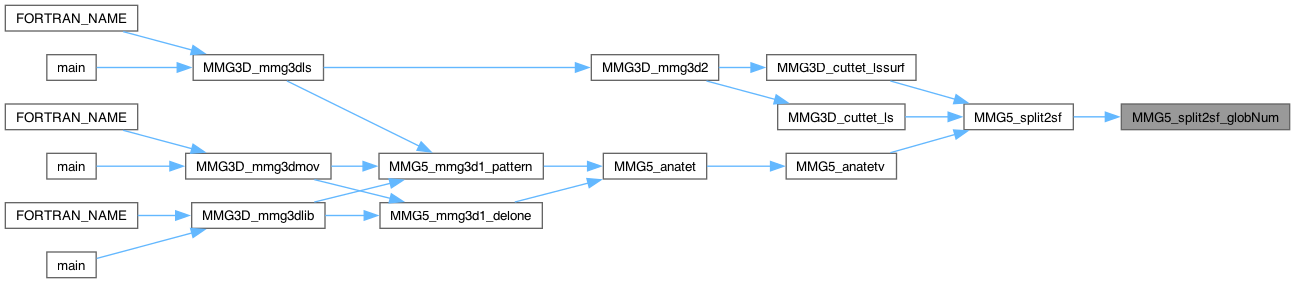 FORTRAN_NAME
main
MMG3D_mmg3dls
MMG3D_mmg3d2
MMG3D_cuttet_lssurf
FORTRAN_NAME
MMG3D_cuttet_ls
MMG5_split2sf
MMG5_split2sf_globNum
main
MMG3D_mmg3dmov
MMG5_mmg3d1_pattern
MMG5_anatet
MMG5_anatetv
FORTRAN_NAME
MMG3D_mmg3dlib
MMG5_mmg3d1_delone
main